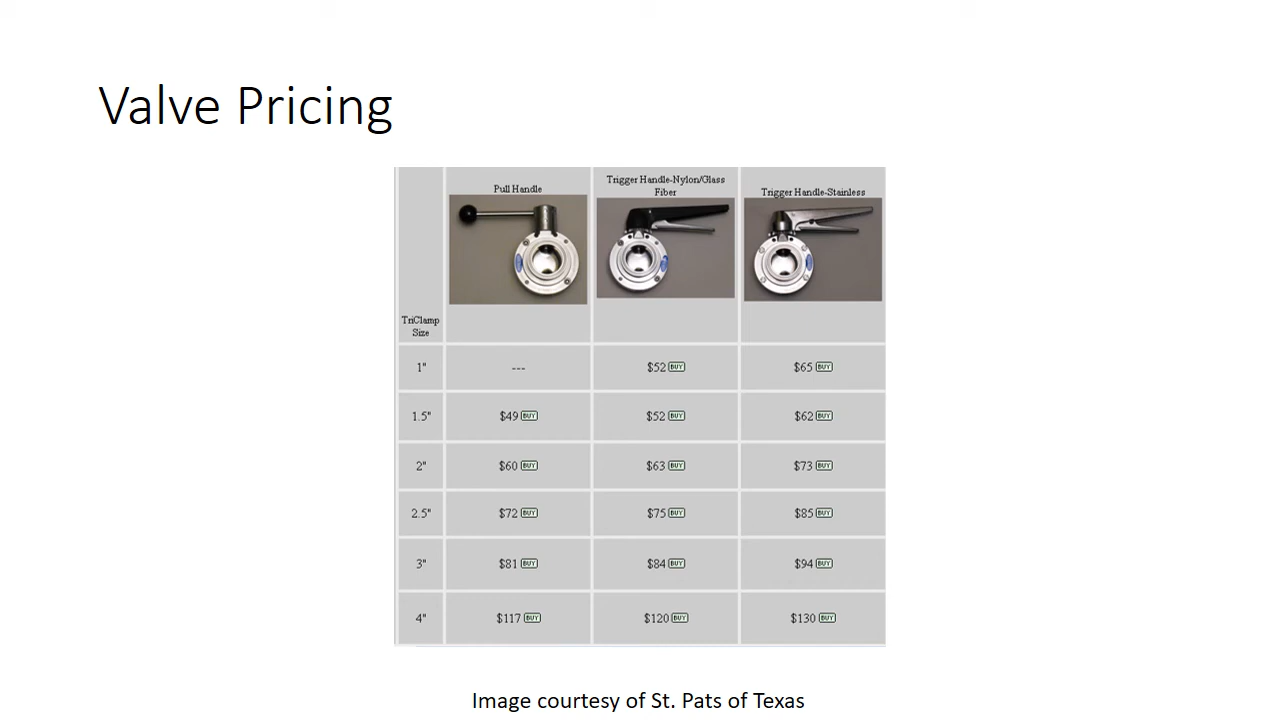 Valve Pricing
Pull Handle
Trigger Handle-Nylon/Glass
Fiber
Trigger Handle-Stainless
TriClamp
Size
1" --- $52 BUY $65 BUY
1.5" $49 BUY $52 BUY $62 BUY
2" $60 BUY $63 BUY $73 BUY
2.5" $72 BUY $75 BUY $85 BUY
3" $81 BUY $84 BUY $94 BUY
4" $117 BUY $120 BUY $130 BUY
Image courtesy of St. Pats of Texas